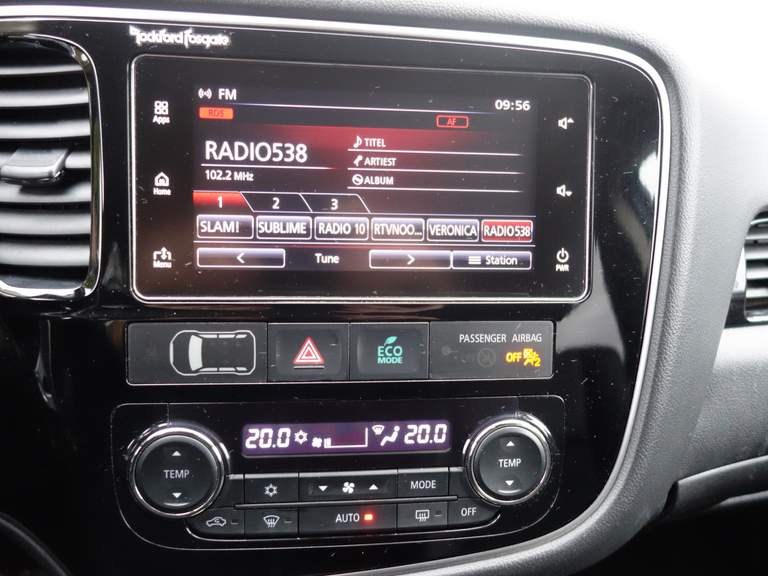 Rockford Fosgate
FM
09:56
RDS
AF
Apps
RADIO538
102.2 MHz
TITEL
ARTIEST
ALBUM
Home
1 2 3
SLAM! SUBLIME RADIO 10 RTVNOO... VERONICA RADIO538
Menu
< Tune > Station
PWR
ECO
MODE
PASSENGER AIRBAG
OFF 2
20.0 20.0
TEMP
TEMP
MODE
AUTO
OFF